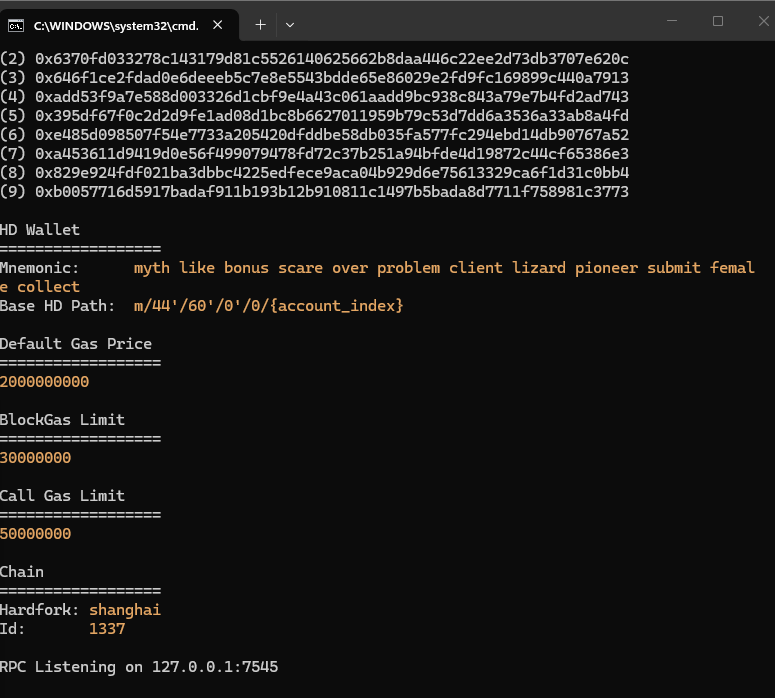 C:\WINDOWS\system32\cmd.
(2) 0x6370fd033278c143179d81c5526140625662b8daa446c22ee2d73db3707e620c
(3) 0x646f1ce2fdad0e6deeeb5c7e8e5543bdde65e86029e2fd9fc169899c440a7913
(4) 0xadd53f9a7e588d003326d1cbf9e4a43c061aadd9bc938c843a79e7b4fd2ad743
(5) 0x395df67f0c2d2d9fe1ad08d1bc8b6627011959b79c53d7dd6a3536a33ab8a4fd
(6) 0xe485d098507f54e7733a205420dfddbe58db035fa577fc294ebd14db90767a52
(7) 0xa453611d9419d0e56f499079478fd72c37b251a94bfde4d19872c44cf65386e3
(8) 0x829e924fdf021ba3dbbc4225edfece9aca04b929d6e75613329ca6f1d31c0bb4
(9) 0xb0057716d5917badaf911b193b12b910811c1497b5bada8d7711f758981c3773
HD Wallet
==================
Mnemonic:      myth like bonus scare over problem client lizard pioneer submit femal
e collect
Base HD Path:  m/44'/60'/0'/0/{account_index}
Default Gas Price
==================
2000000000
BlockGas Limit
==================
30000000
Call Gas Limit
==================
50000000
Chain
==================
Hardfork: shanghai
Id:       1337
RPC Listening on 127.0.0.1:7545